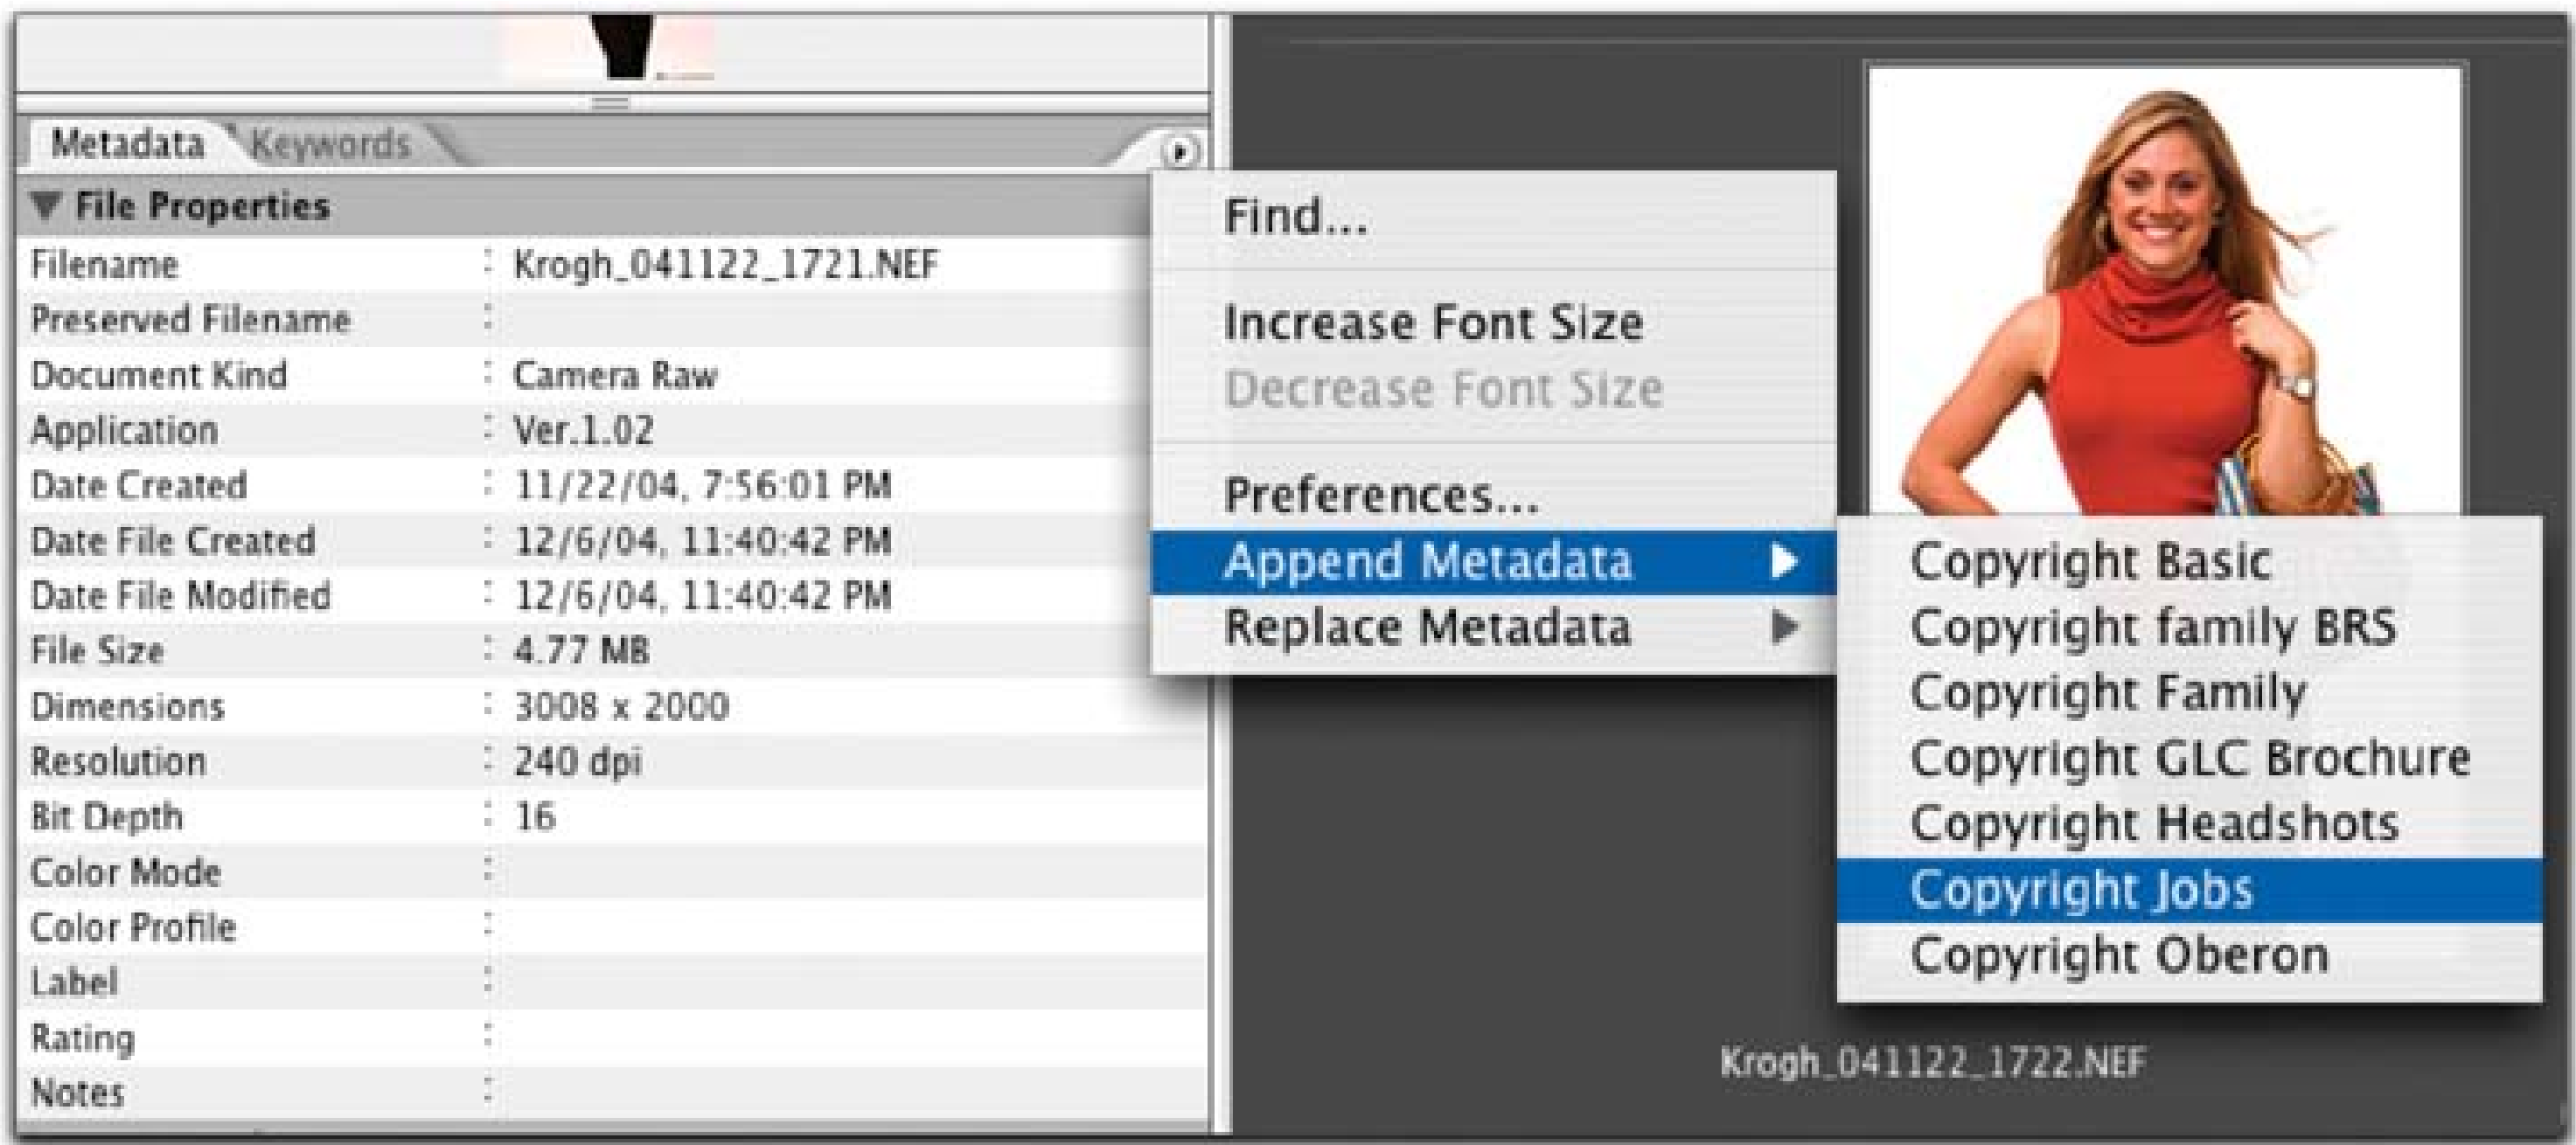 Metadata Keywords
File Properties
Filename : Krogh_041122_1721.NEF
Preserved Filename :
Document Kind : Camera Raw
Application : Ver.1.02
Date Created : 11/22/04, 7:56:01 PM
Date File Created : 12/6/04, 11:40:42 PM
Date File Modified : 12/6/04, 11:40:42 PM
File Size : 4.77 MB
Dimensions : 3008 x 2000
Resolution : 240 dpi
Bit Depth : 16
Color Mode :
Color Profile :
Label :
Rating :
Notes :
Find...
Increase Font Size
Decrease Font Size
Preferences...
Append Metadata
Replace Metadata
Copyright Basic
Copyright family BRS
Copyright Family
Copyright GLC Brochure
Copyright Headshots
Copyright Jobs
Copyright Oberon
Krogh_041122_1722.NEF